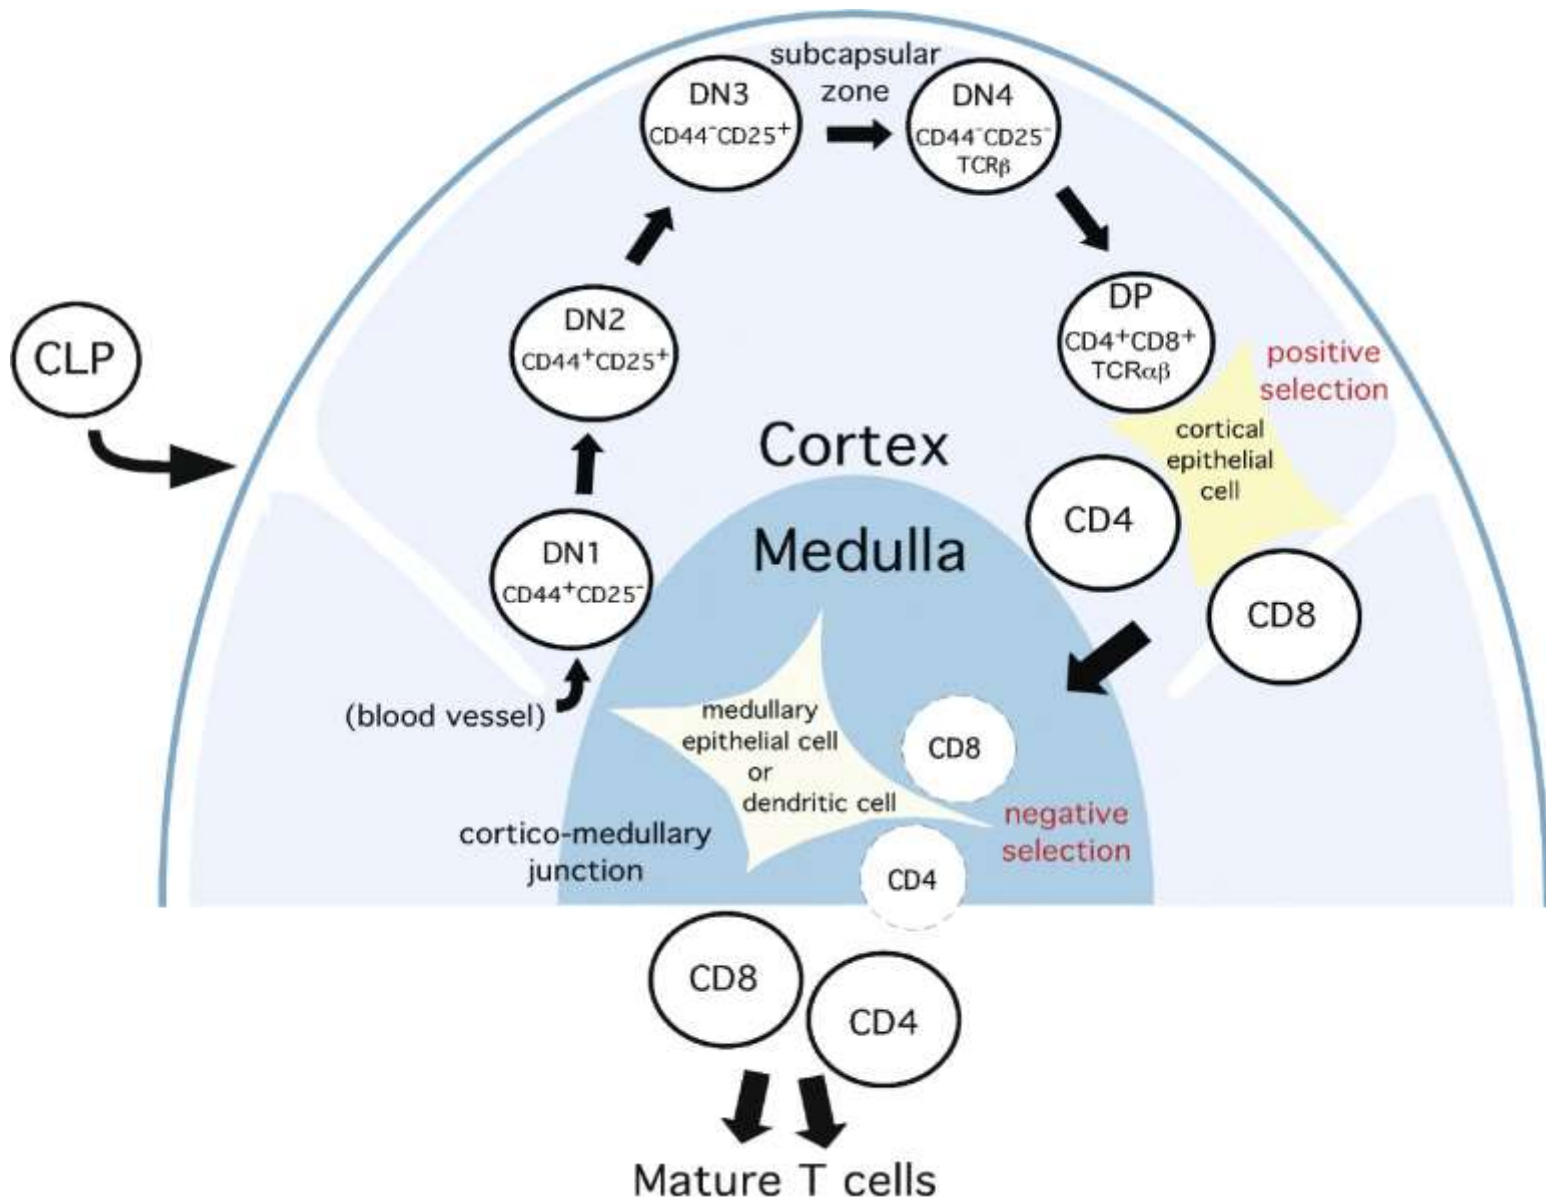 subcapsular
zone
DN3
CD44⁻CD25⁺
DN4
CD44⁻CD25⁻
TCRβ
DN2
CD44⁺CD25⁺
DP
CD4⁺CD8⁺
TCRαβ
positive
selection
CLP
cortical
epithelial
cell
Cortex
CD4
Medulla
DN1
CD44⁺CD25⁻
CD8
(blood vessel)
medullary
epithelial cell
or
dendritic cell
CD8
negative
selection
cortico-medullary
junction
CD4
CD8
CD4
Mature T cells